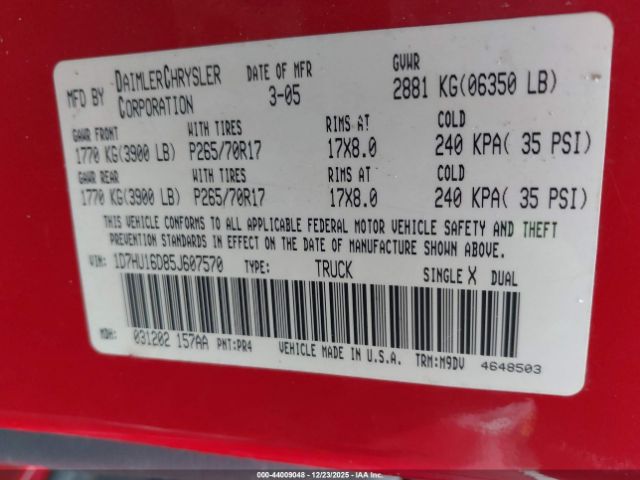 MFD BY DAIMLERCHRYSLER CORPORATION DATE OF MFR 3-05 GVWR 2881 KG(06350 LB)
GAWR FRONT WITH TIRES RIMS AT COLD
1770 KG(3900 LB) P265/70R17 17X8.0 240 KPA( 35 PSI)
GAWR REAR WITH TIRES RIMS AT COLD
1770 KG(3900 LB) P265/70R17 17X8.0 240 KPA( 35 PSI)
THIS VEHICLE CONFORMS TO ALL APPLICABLE FEDERAL MOTOR VEHICLE SAFETY AND THEFT
PREVENTION STANDARDS IN EFFECT ON THE DATE OF MANUFACTURE SHOWN ABOVE.
VIN: 1D7HU16D85J607570 TYPE: TRUCK SINGLE X DUAL
MDH: 031202 157AA PNT:PR4 VEHICLE MADE IN U.S.A. TRM:M9DV 4648503
000-44009048 - 12/23/2025 - IAA Inc.